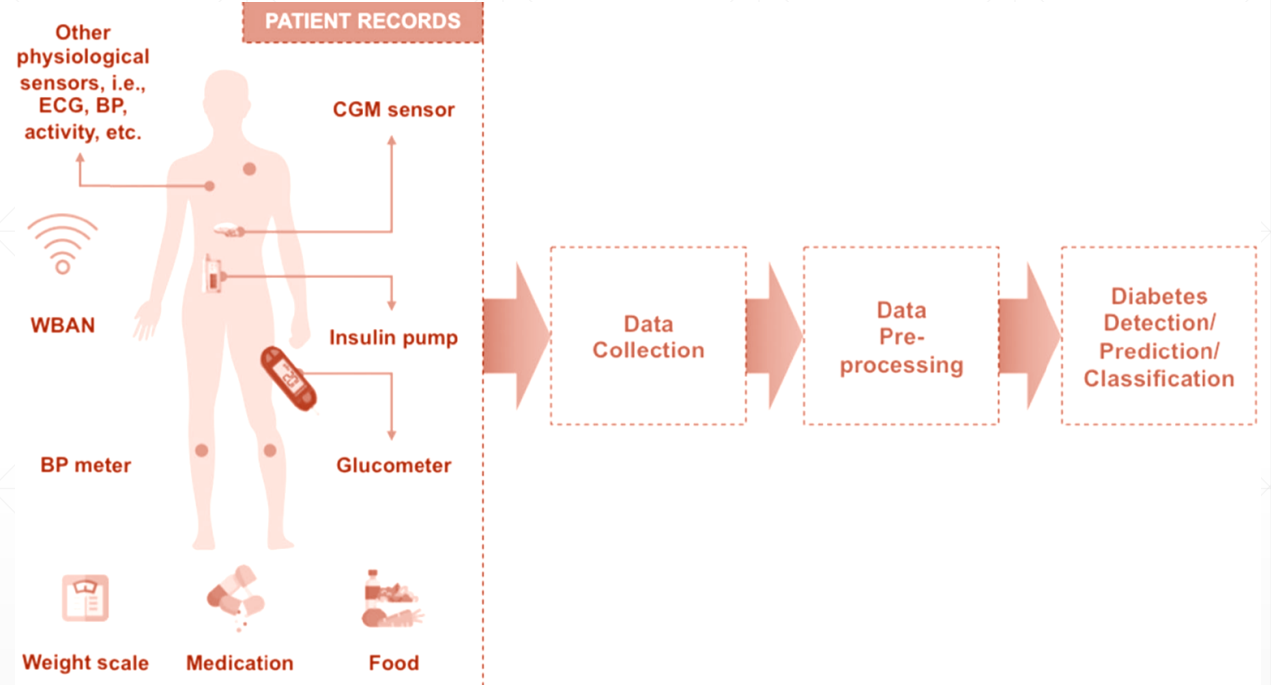 PATIENT RECORDS
Other
physiological
sensors, i.e.,
ECG, BP,
activity, etc.
CGM sensor
WBAN
Insulin pump
BP meter
Glucometer
Weight scale
Medication
Food
Data
Collection
Data
Pre-
processing
Diabetes
Detection/
Prediction/
Classification